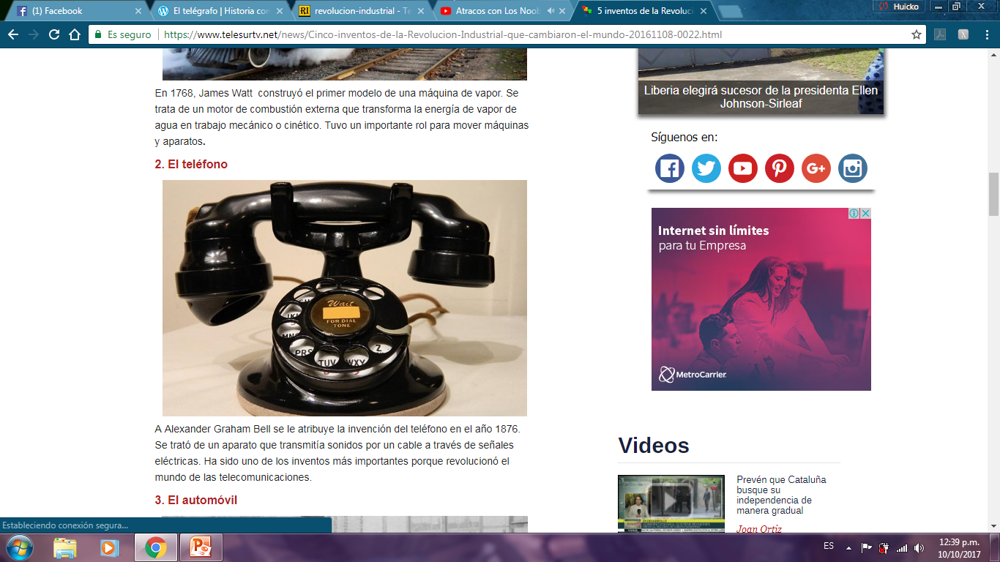 (1) Facebook
El telégrafo | Historia con
revolucion-industrial - Te
Atracos con Los Noob
5 inventos de la Revoluci
Huicko
Es seguro
https://www.telesurtv.net/news/Cinco-inventos-de-la-Revolucion-Industrial-que-cambiaron-el-mundo-20161108-0022.html
En 1768, James Watt construyó el primer modelo de una máquina de vapor. Se
trata de un motor de combustión externa que transforma la energía de vapor de
agua en trabajo mecánico o cinético. Tuvo un importante rol para mover máquinas
y aparatos.
2. El teléfono
Wait
FOR DIAL
TONE
PRS
TUV
WXY
Z
A Alexander Graham Bell se le atribuye la invención del teléfono en el año 1876.
Se trató de un aparato que transmitía sonidos por un cable a través de señales
eléctricas. Ha sido uno de los inventos más importantes porque revolucionó el
mundo de las telecomunicaciones.
3. El automóvil
Liberia elegirá sucesor de la presidenta Ellen
Johnson-Sirleaf
Síguenos en:
Internet sin límites
para tu Empresa
MetroCarrier
Videos
Prevén que Cataluña
busque su
independencia de
manera gradual
Joan Ortiz
Estableciendo conexión segura...
ES
12:39 p.m.
10/10/2017